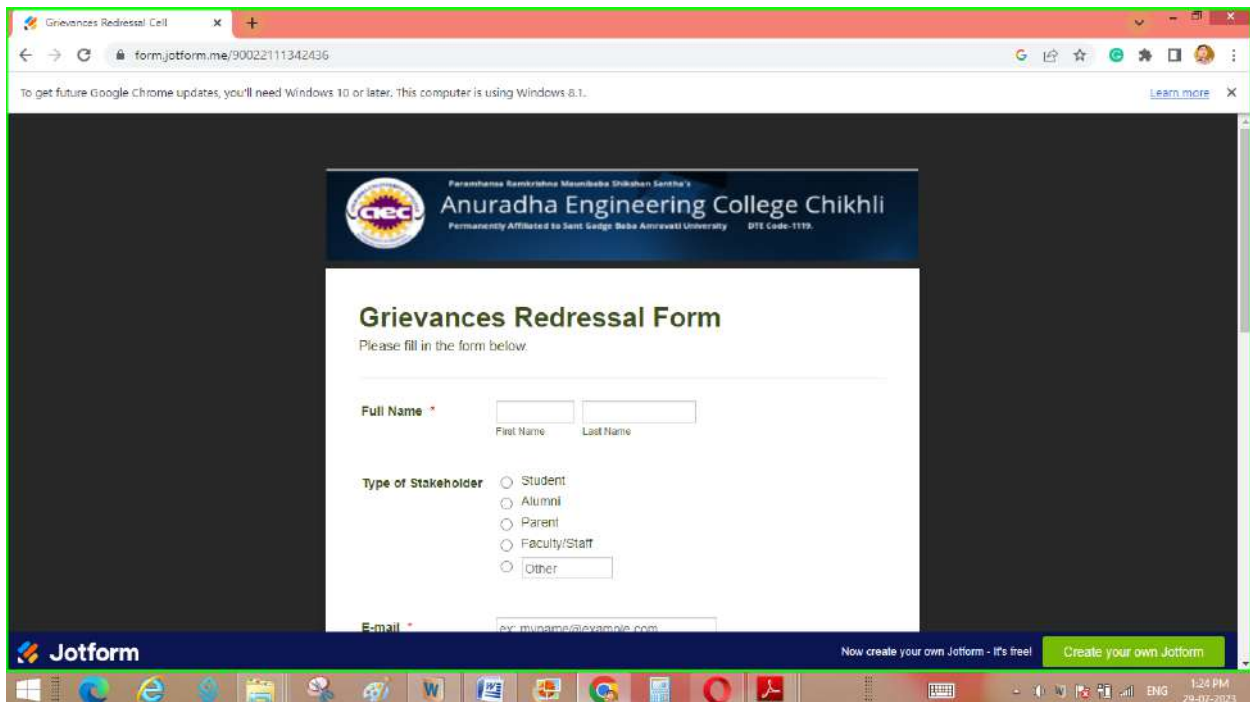 Grievances Redressal Cell
form.jotform.me/90022111342436
To get future Google Chrome updates, you'll need Windows 10 or later. This computer is using Windows 8.1. Learn more
aec
Paramhansa Ramkrishna Maunibaba Shikshan Santha's
Anuradha Engineering College Chikhli
Permanently Affiliated to Sant Gadge Baba Amravati University DTE Code-1119.
Grievances Redressal Form
Please fill in the form below.
Full Name *
First Name Last Name
Type of Stakeholder
Student
Alumni
Parent
Faculty/Staff
Other
E-mail *
ex: myname@example.com
Jotform
Now create your own Jotform - It's free!
Create your own Jotform
ENG
1:24 PM
29-07-2023